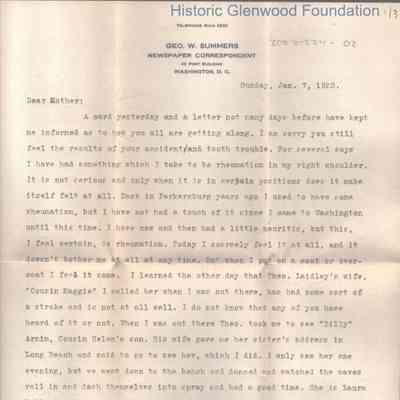 Historic Glenwood Foundation
1/3
GEO. W. SUMMERS
NEWSPAPER CORRESPONDENT
POST BUILDING
WASHINGTON, D. C.
Sunday, Jan. 7, 1923.
Dear Mother:
A card yesterday and a letter not many days before have kept
me informed as to how you all are getting along. I am sorry you still
feel the results of your accident/and tooth trouble. For several days
I have had something which I take to be rheumatism in my right shoulder.
It is not serious and only when it is in certain positions does it make
itself felt at all. Back in Parkersburg years ago I used to have some
rheumatism, but I have not had a touch of it since I came to Washington
until this time. I have now and then had a little neuritis, but this,
I feel certain, is rheumatism. Today I scarcely feel it at all, and it
doesn't bother me at all at any time. But when I put on a coat or over-
coat I feel it some. I learned the other day that Theo. Laidley's wife,
"Cousin Maggie" I called her when I was out there, has had some sort of
a stroke and is not at all well. I do not know that any of you have
heard of it or not. When I was out there Theo. took me to see "Billy"
Armin, Cousin Helen's son. His wife gave me her sister's address in
Long Beach and said to go to see her, which I did. I only saw her one
evening, but we went down to the beach and danced and watched the waves
roll in and dash themselves into spray and had a good time. She is Laura